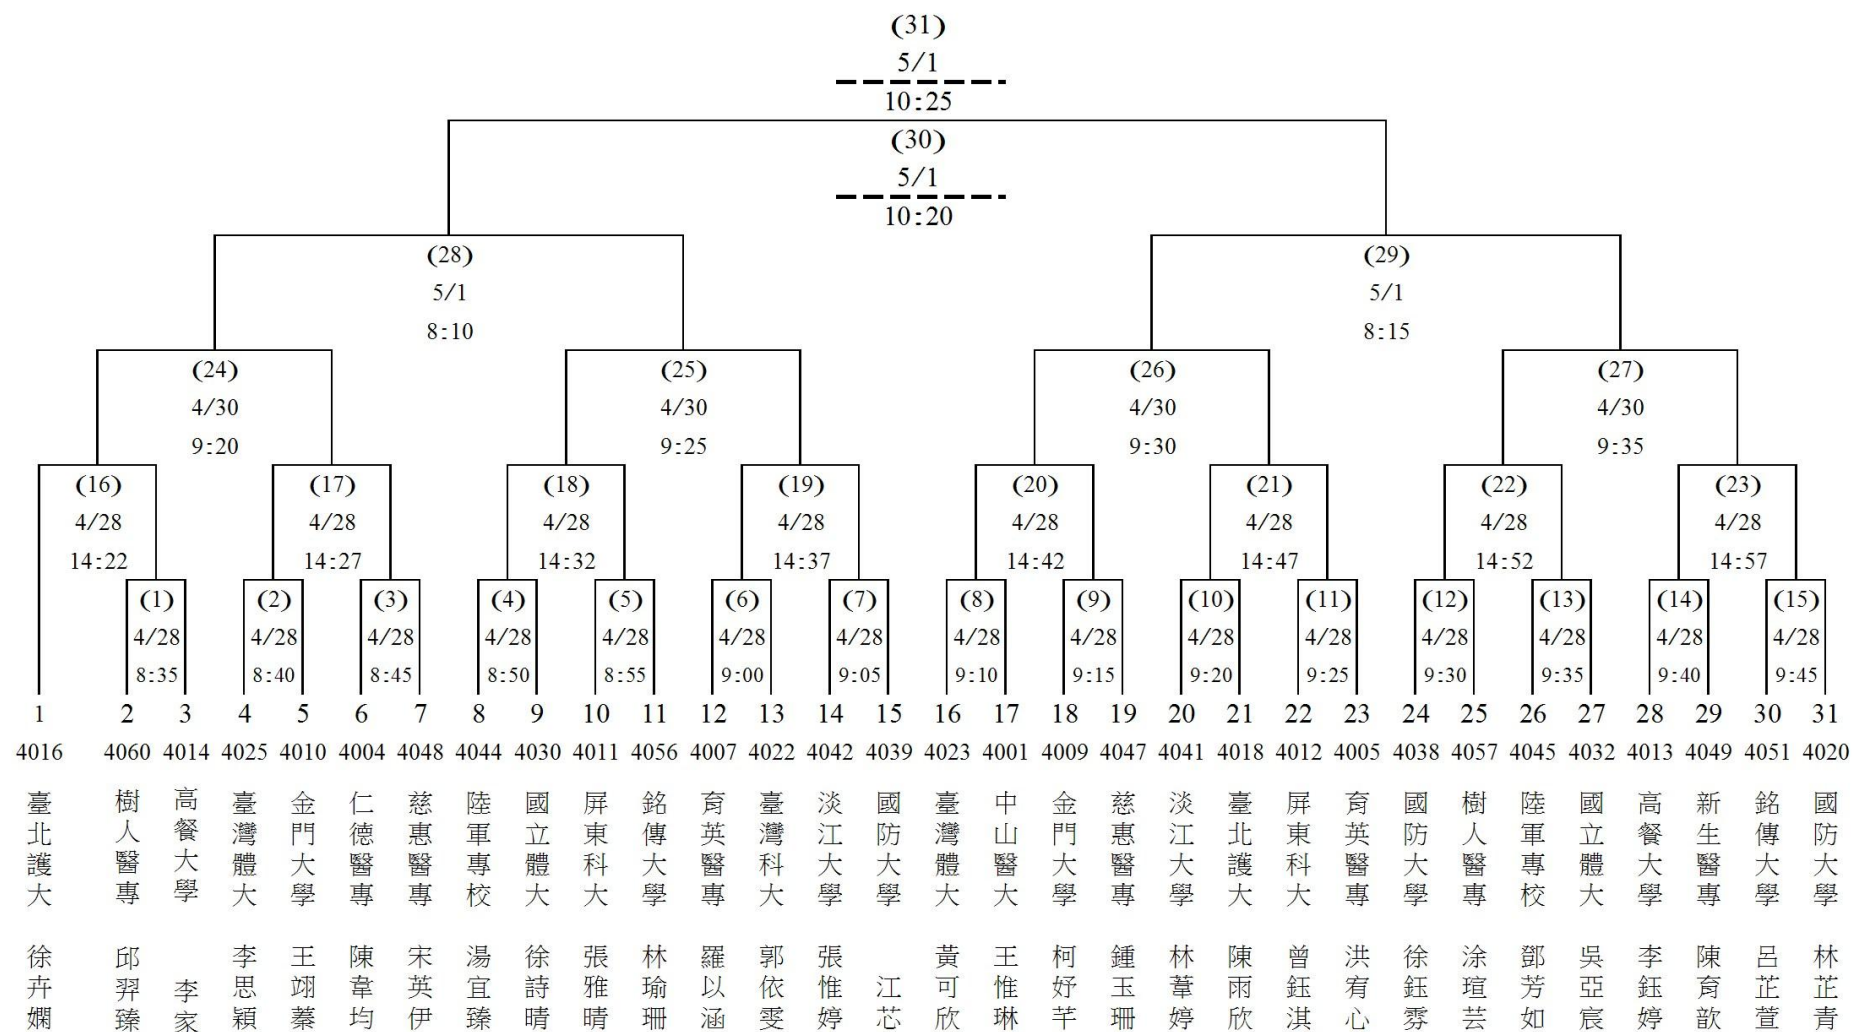 (31)
5/1
10:25
(30)
5/1
10:20
(28) (29)
5/1 5/1
8:10 8:15
(24) (25) (26) (27)
4/30 4/30 4/30 4/30
9:20 9:25 9:30 9:35
(16) (17) (18) (19) (20) (21) (22) (23)
4/28 4/28 4/28 4/28 4/28 4/28 4/28 4/28
14:22 14:27 14:32 14:37 14:42 14:47 14:52 14:57
(1) (2) (3) (4) (5) (6) (7) (8) (9) (10) (11) (12) (13) (14) (15)
4/28 4/28 4/28 4/28 4/28 4/28 4/28 4/28 4/28 4/28 4/28 4/28 4/28 4/28 4/28
8:35 8:40 8:45 8:50 8:55 9:00 9:05 9:10 9:15 9:20 9:25 9:30 9:35 9:40 9:45
1 2 3 4 5 6 7 8 9 10 11 12 13 14 15 16 17 18 19 20 21 22 23 24 25 26 27 28 29 30 31
4016 4060 4014 4025 4010 4004 4048 4044 4030 4011 4056 4007 4022 4042 4039 4023 4001 4009 4047 4041 4018 4012 4005 4038 4057 4045 4032 4013 4049 4051 4020
臺北護大 樹人醫專 高餐大學 臺灣體大 金門大學 仁德醫專 慈惠醫專 陸軍專校 國立體大 屏東科大 銘傳大學 育英醫專 臺灣科大 淡江大學 國防大學 臺灣體大 中山醫大 金門大學 慈惠醫專 淡江大學 臺北護大 屏東科大 育英醫專 國防大學 樹人醫專 陸軍專校 國立體大 高餐大學 新生醫專 銘傳大學 國防大學
徐卉嫻 邱羿臻 李家 李思穎 王翊蓁 陳韋均 宋英伊 湯宜臻 徐詩晴 張雅晴 林瑜珊 羅以涵 郭依雯 張惟婷 江芯 黃可欣 王惟琳 柯妤芊 鍾玉珊 林葦婷 陳雨欣 曾鈺淇 洪宥心 徐鈺雰 涂瑄芸 鄧芳如 吳亞宸 李鈺婷 陳育歆 呂芷萱 林芷青